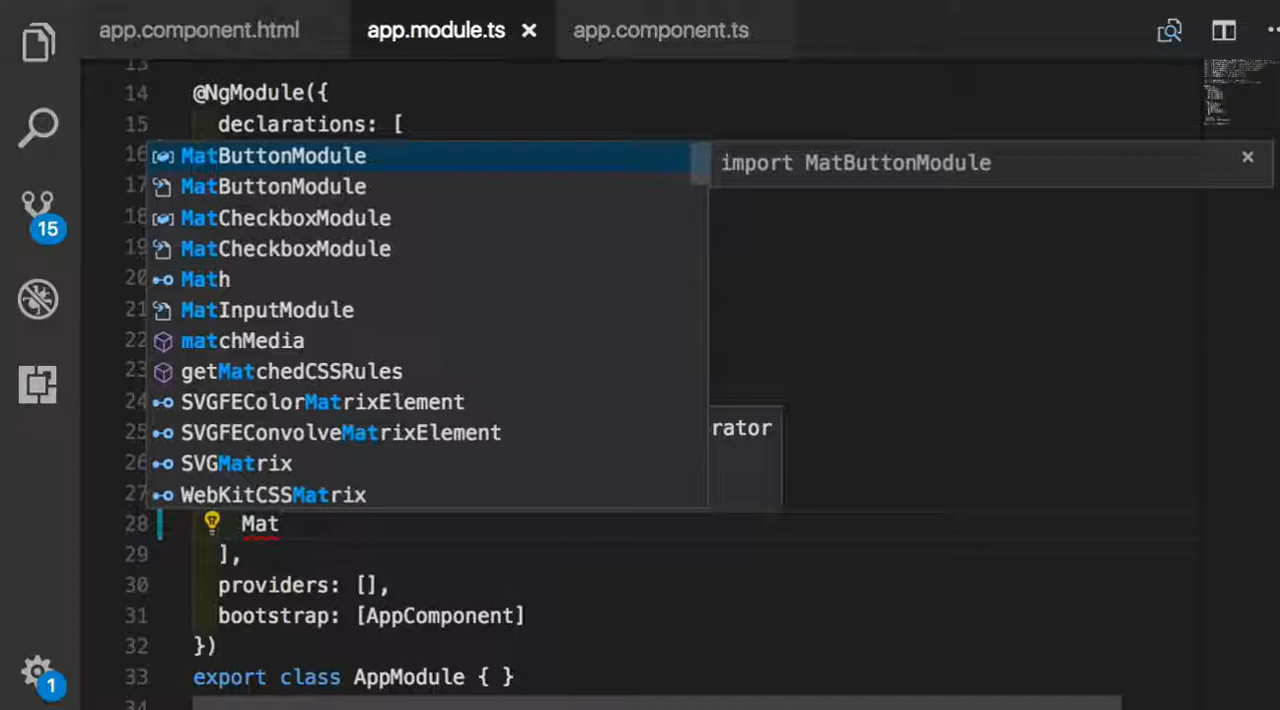 app.component.html
app.module.ts ×
app.component.ts
13
14 @NgModule({
15 declarations: [
16 MatButtonModule
import MatButtonModule ×
17 MatButtonModule
18 MatCheckboxModule
19 MatCheckboxModule
20 Math
21 MatInputModule
22 matchMedia
23 getMatchedCSSRules
24 SVGFEColorMatrixElement
25 SVGFEConvolveMatrixElement
rator
26 SVGMatrix
27 WebKitCSSMatrix
28 Mat
29 ],
30 providers: [],
31 bootstrap: [AppComponent]
32 })
33 export class AppModule { }
34
15
1